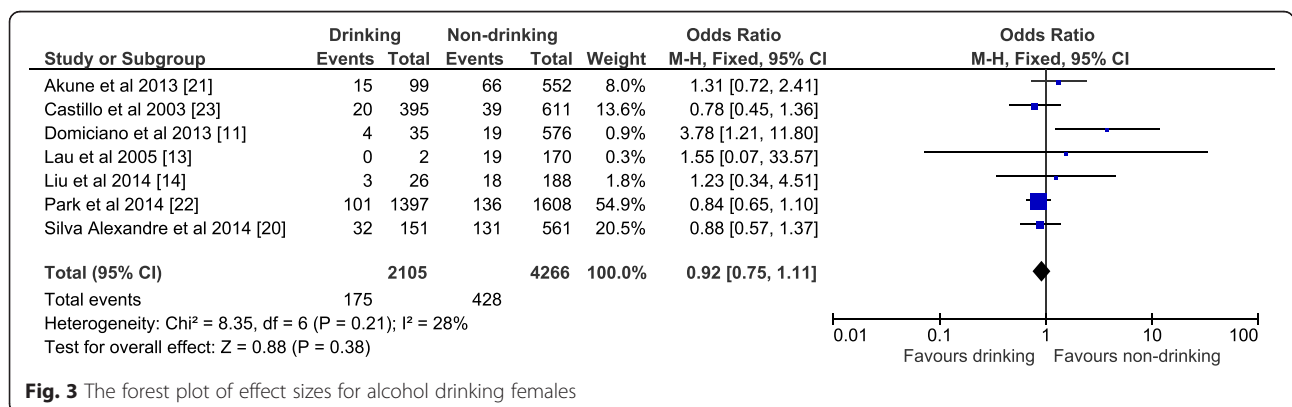 Drinking Non-drinking Odds Ratio Odds Ratio
Study or Subgroup Events Total Events Total Weight M-H, Fixed, 95% CI M-H, Fixed, 95% CI
Akune et al 2013 [21] 15 99 66 552 8.0% 1.31 [0.72, 2.41]
Castillo et al 2003 [23] 20 395 39 611 13.6% 0.78 [0.45, 1.36]
Domiciano et al 2013 [11] 4 35 19 576 0.9% 3.78 [1.21, 11.80]
Lau et al 2005 [13] 0 2 19 170 0.3% 1.55 [0.07, 33.57]
Liu et al 2014 [14] 3 26 18 188 1.8% 1.23 [0.34, 4.51]
Park et al 2014 [22] 101 1397 136 1608 54.9% 0.84 [0.65, 1.10]
Silva Alexandre et al 2014 [20] 32 151 131 561 20.5% 0.88 [0.57, 1.37]
Total (95% CI) 2105 4266 100.0% 0.92 [0.75, 1.11]
Total events 175 428
Heterogeneity: Chi² = 8.35, df = 6 (P = 0.21); I² = 28%
Test for overall effect: Z = 0.88 (P = 0.38)
0.01 0.1 1 10 100
Favours drinking Favours non-drinking
Fig. 3 The forest plot of effect sizes for alcohol drinking females